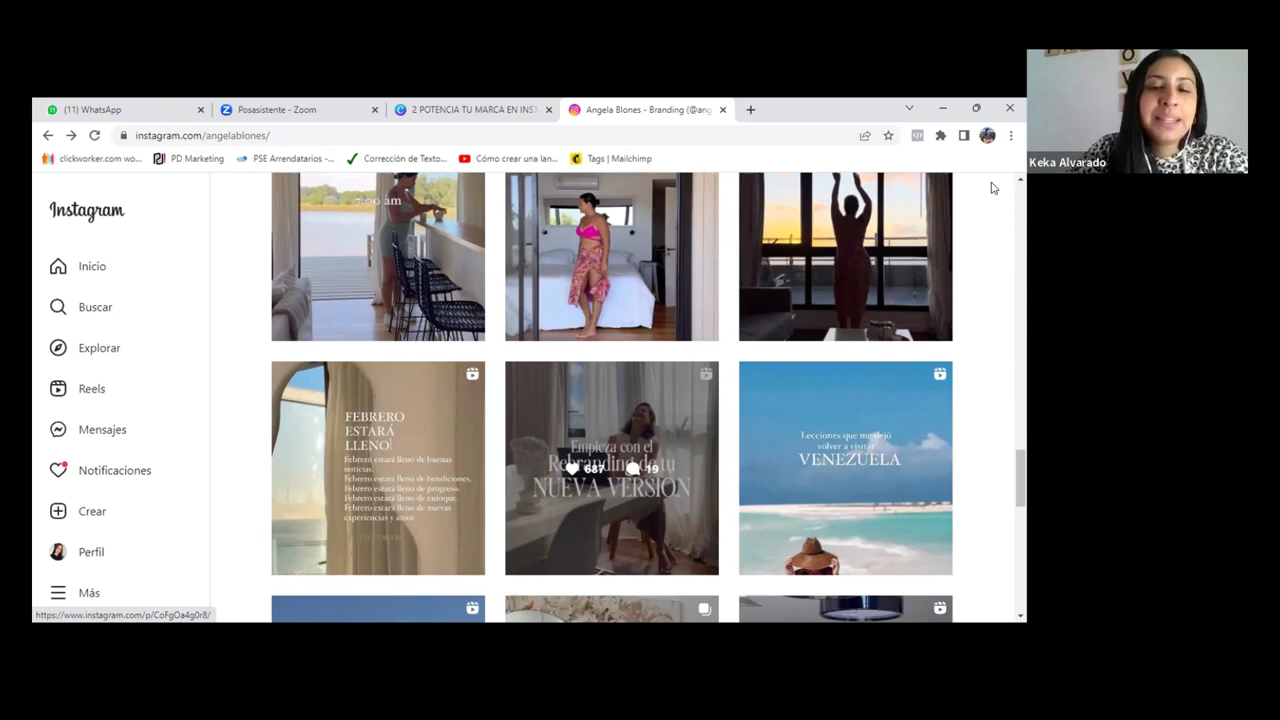 (11) WhatsApp
Posasistente - Zoom
2 POTENCIA TU MARCA EN INST
Angela Blones - Branding (@ang
instagram.com/angelablones/
clickworker.com wo...
PD Marketing
PSE Arrendatarios -...
Corrección de Texto...
Cómo crear una lan...
Tags | Mailchimp
Keka Alvarado
Instagram
Inicio
Buscar
Explorar
Reels
Mensajes
Notificaciones
Crear
Perfil
Más
7:00 am
FEBRERO
ESTARÁ
LLENO
Febrero estará lleno de buenas
noticias.
Febrero estará lleno de bendiciones.
Febrero estará lleno de progreso.
Febrero estará lleno de enfoque.
Febrero estará lleno de nuevas
experiencias y amor.
Empieza con el
Rebranding de tu
NUEVA VERSIÓN
687
19
Lecciones que me dejó
volver a visitar
VENEZUELA
https://www.instagram.com/p/CoFgOa4g0r8/